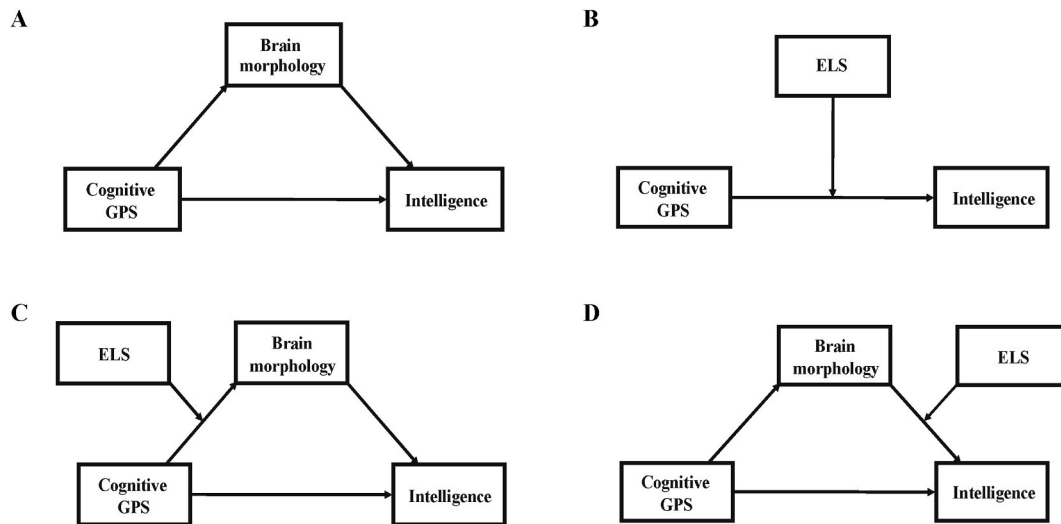 A
Brain
morphology
Cognitive
GPS
Intelligence
B
ELS
Cognitive
GPS
Intelligence
C
ELS
Brain
morphology
Cognitive
GPS
Intelligence
D
Brain
morphology
ELS
Cognitive
GPS
Intelligence